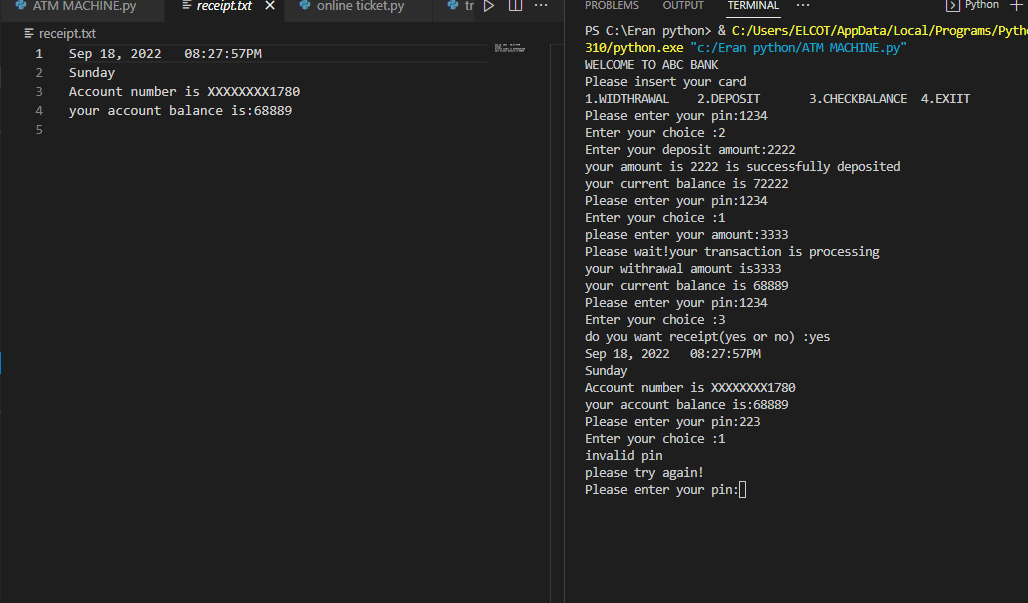 ATM MACHINE.py receipt.txt online ticket.py tr
receipt.txt
1 Sep 18, 2022 08:27:57PM
2 Sunday
3 Account number is XXXXXXXX1780
4 your account balance is:68889
5
PROBLEMS OUTPUT TERMINAL ··· Python
PS C:\Eran python> & C:/Users/ELCOT/AppData/Local/Programs/Pytho
310/python.exe "c:/Eran python/ATM MACHINE.py"
WELCOME TO ABC BANK
Please insert your card
1.WIDTHRAWAL 2.DEPOSIT 3.CHECKBALANCE 4.EXIIT
Please enter your pin:1234
Enter your choice :2
Enter your deposit amount:2222
your amount is 2222 is successfully deposited
your current balance is 72222
Please enter your pin:1234
Enter your choice :1
please enter your amount:3333
Please wait!your transaction is processing
your withrawal amount is3333
your current balance is 68889
Please enter your pin:1234
Enter your choice :3
do you want receipt(yes or no) :yes
Sep 18, 2022 08:27:57PM
Sunday
Account number is XXXXXXXX1780
your account balance is:68889
Please enter your pin:223
Enter your choice :1
invalid pin
please try again!
Please enter your pin: